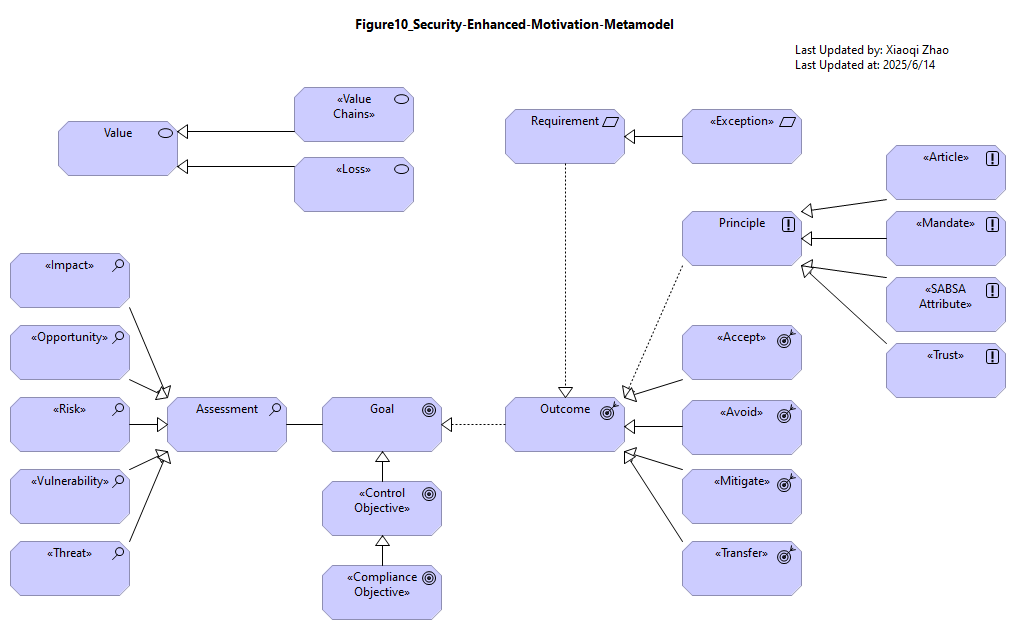 Figure10_Security-Enhanced-Motivation-Metamodel
Last Updated by: Xiaoqi Zhao
Last Updated at: 2025/6/14
«Value
Chains»
Value
«Loss»
Requirement
«Exception»
«Article»
Principle
«Mandate»
«SABSA
Attribute»
«Trust»
«Impact»
«Opportunity»
«Risk»
«Vulnerability»
«Threat»
Assessment
Goal
«Control
Objective»
«Compliance
Objective»
Outcome
«Accept»
«Avoid»
«Mitigate»
«Transfer»